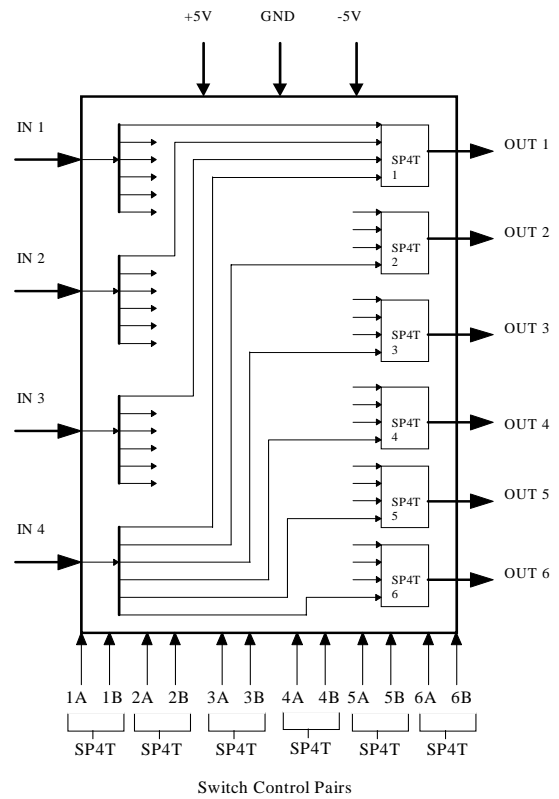 +5V GND -5V
IN 1
OUT 1
SP4T
1
IN 2
OUT 2
SP4T
2
OUT 3
SP4T
3
IN 3
OUT 4
SP4T
4
OUT 5
SP4T
5
IN 4
OUT 6
SP4T
6
1A 1B 2A 2B 3A 3B 4A 4B 5A 5B 6A 6B
SP4T SP4T SP4T SP4T SP4T SP4T
Switch Control Pairs